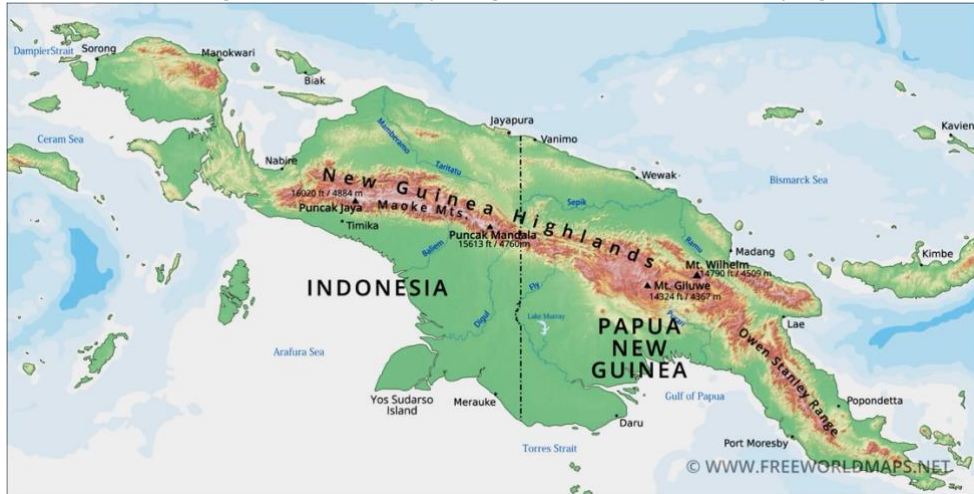 Dampier Strait
Sorong
Manokwari
Biak
Ceram Sea
Nabire
Mamberamo
Taritatu
Jayapura
Vanimo
Wewak
Kavien
Bismarck Sea
New Guinea Highlands
16020 ft / 4884 m
Puncak Jaya
Maoke Mts.
Timika
Sepik
Ramu
Madang
Kimbe
Puncak Mandala
15613 ft / 4760 m
Baliem
Mt. Wilhelm
14790 ft / 4509 m
Mt. Giluwe
14324 ft / 4367 m
INDONESIA
Fly
Digul
Lake Murray
Lae
PAPUA
NEW
GUINEA
Arafura Sea
Owen Stanley Range
Yos Sudarso
Island
Merauke
Gulf of Papua
Popondetta
Daru
Port Moresby
Torres Strait
© WWW.FREEWORLDMAPS.NET